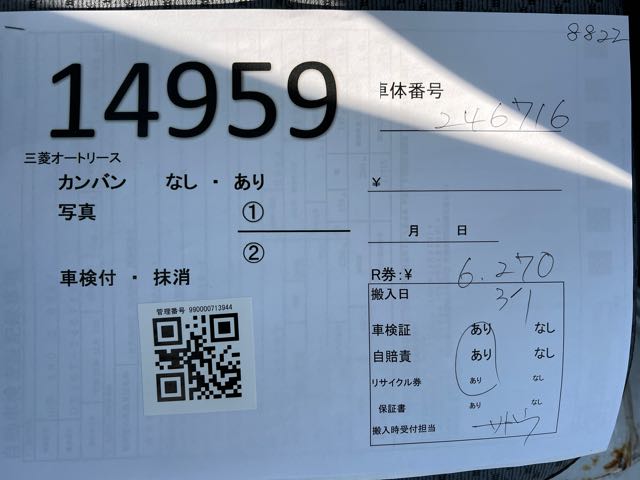 8822
14959
車体番号
246716
三菱オートリース
カンバン なし ・ あり
¥
写真 ①
②
月 日
車検付 ・ 抹消
R券:¥ 6.270
搬入日 3/1
管理番号 990000713944
車検証 あり なし
自賠責 あり なし
リサイクル券 あり なし
保証書 あり なし
搬入時受付担当